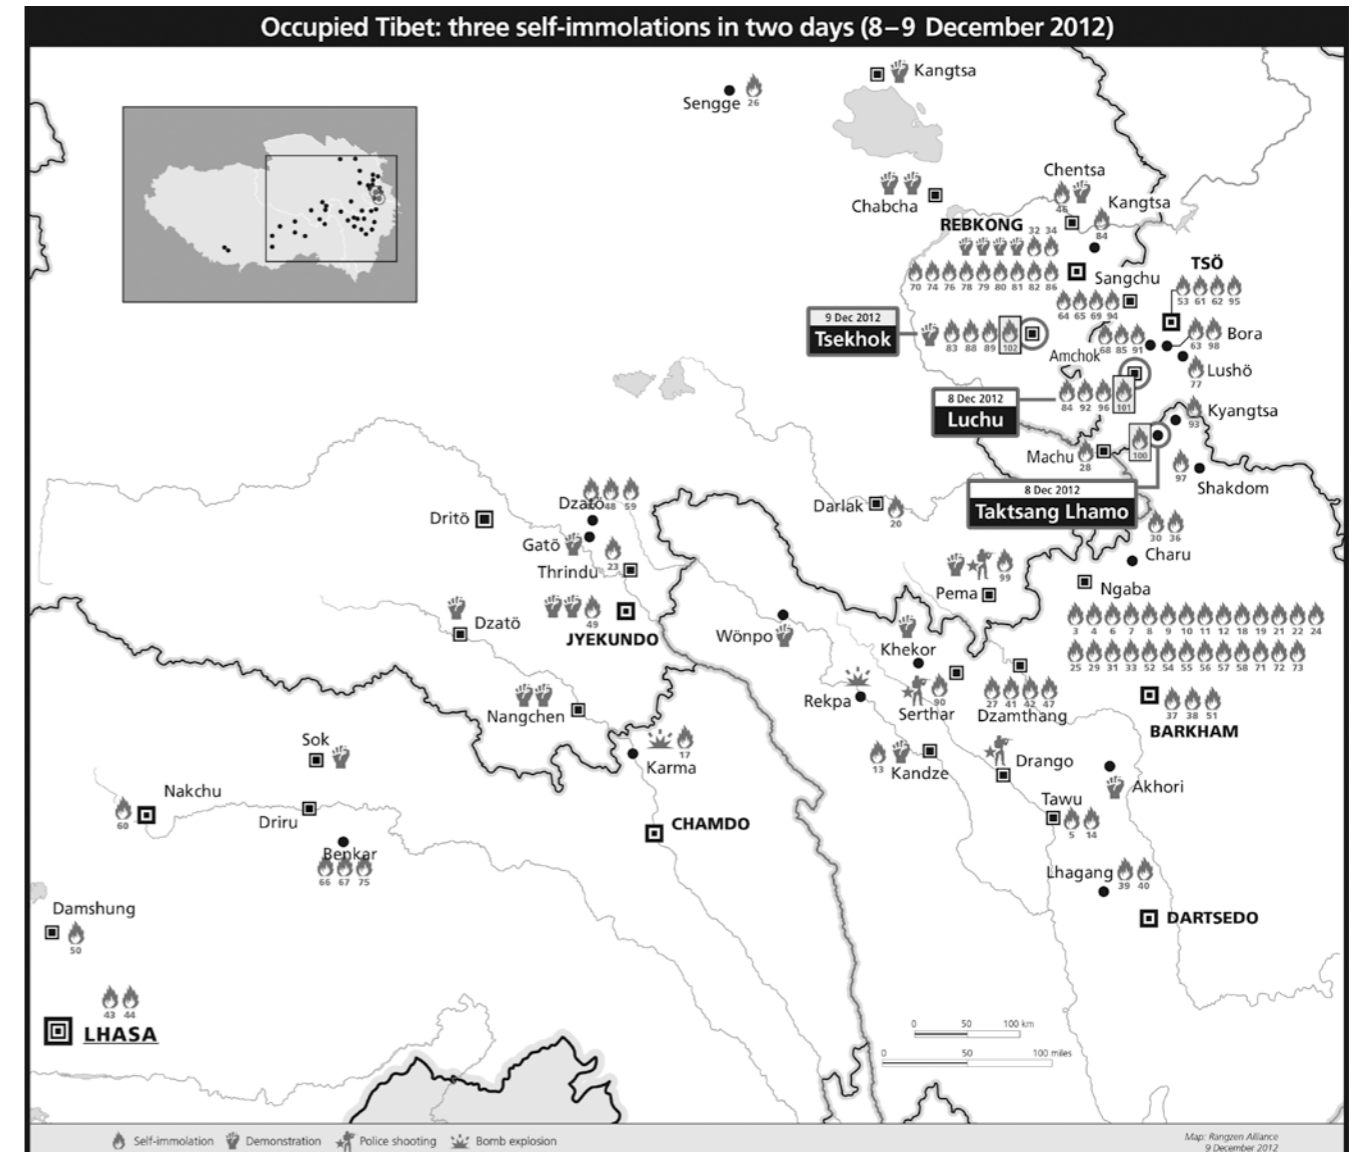 Occupied Tibet: three self-immolations in two days (8–9 December 2012)
Kangtsa
Sengge
26
Chabcha
Chentsa
46
Kangtsa
84
REBKONG
32 34
70 74 76 78 79 80 81 82 86
Sangchu
64 65 69 94
TSÖ
53 61 62 95
9 Dec 2012
Tsekhok
83 88 89 102
Amchok
68 85 91
63 98
Bora
Lushö
77
8 Dec 2012
Luchu
84 92 96 101
Kyangtsa
93
Machu
28
100
97
Shakdom
8 Dec 2012
Taktsang Lhamo
Darlak
20
30 36
Charu
Dritö
Dzatö
48 59
Gatö
23
Thrindu
99
Pema
Ngaba
3 4 6 7 8 9 10 11 12 18 19 21 22 24
25 29 31 33 52 54 55 56 57 58 71 72 73
49
JYEKUNDO
Dzatö
Wönpo
Khekor
Nangchen
Rekpa
90
Serthar
27 41 42 47
Dzamthang
37 38 51
BARKHAM
Sok
17
Karma
13
Kandze
Drango
Akhori
Nakchu
60
Driru
CHAMDO
Tawu
5 14
Benkar
66 67 75
Lhagang
39 40
Damshung
50
DARTSEDO
43 44
LHASA
0 50 100 km
0 50 100 miles
Self-immolation Demonstration Police shooting Bomb explosion
Map: Rangzen Alliance
9 December 2012